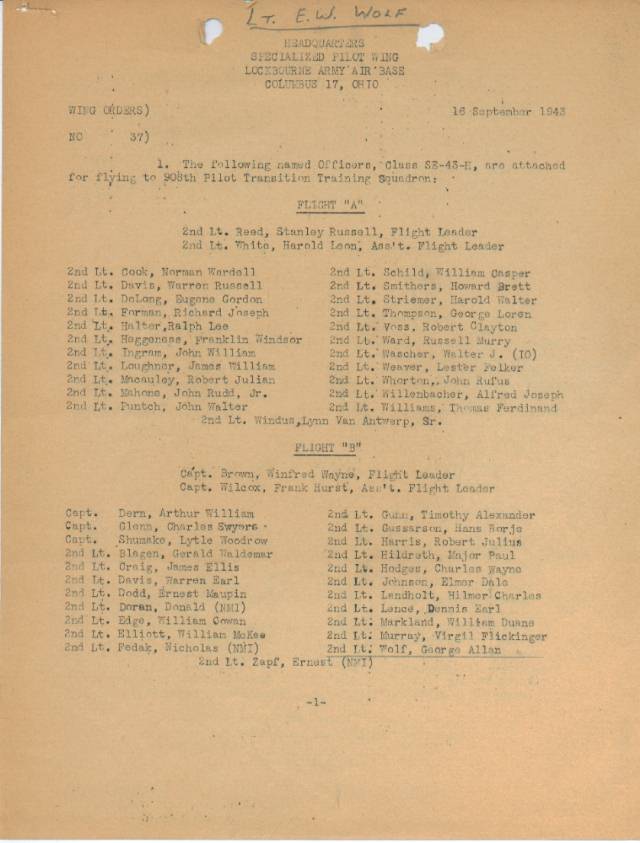 LT. E.W. WOLF
HEADQUARTERS
SPECIALIZED PILOT WING
LOCKBOURNE ARMY AIR BASE
COLUMBUS 17, OHIO
WING ORDERS) 16 September 1943
NO 37)
1. The following named Officers, Class SE-43-H, are attached
for flying to 908th Pilot Transition Training Squadron:
FLIGHT "A"
2nd Lt. Reed, Stanley Russell, Flight Leader
2nd Lt. White, Harold Leon, Ass't. Flight Leader
2nd Lt. Cook, Norman Wardell 2nd Lt. Schild, William Casper
2nd Lt. Davis, Warren Russell 2nd Lt. Smithers, Howard Brett
2nd Lt. DeLong, Eugene Gordon 2nd Lt. Striemer, Harold Walter
2nd Lt. Forman, Richard Joseph 2nd Lt. Thompson, George Loren
2nd Lt. Halter,Ralph Lee 2nd Lt. Voss, Robert Clayton
2nd Lt. Haggeness, Franklin Windsor 2nd Lt. Ward, Russell Murry
2nd Lt. Ingram, John William 2nd Lt. Wascher, Walter J. (IO)
2nd Lt. Loughner, James William 2nd Lt. Weaver, Lester Felker
2nd Lt. Macauley, Robert Julian 2nd Lt. Whorton, John Rufus
2nd Lt. Mahone, John Rudd, Jr. 2nd Lt. Willenbacher, Alfred Joseph
2nd Lt. Puntch, John Walter 2nd Lt. Williams, Thomas Ferdinand
2nd Lt. Windus,Lynn Van Antwerp, Sr.
FLIGHT "B"
Capt. Brown, Winfred Wayne, Flight Leader
Capt. Wilcox, Frank Hurst, Ass't. Flight Leader
Capt. Dern, Arthur William 2nd Lt. Gunn, Timothy Alexander
Capt. Glenn, Charles Swyers 2nd Lt. Gussarson, Hans Borje
Capt. Shumake, Lytle Woodrow 2nd Lt. Harris, Robert Julius
2nd Lt. Blagen, Gerald Waldemar 2nd Lt. Hildreth, Major Paul
2nd Lt. Craig, James Ellis 2nd Lt. Hodges, Charles Wayne
2nd Lt. Davis, Warren Earl 2nd Lt. Johnson, Elmer Dale
2nd Lt. Dodd, Ernest Maupin 2nd Lt. Landholt, Hilmer Charles
2nd Lt. Doran, Donald (NMI) 2nd Lt. Lence, Dennis Earl
2nd Lt. Edge, William Cowan 2nd Lt. Markland, William Duane
2nd Lt. Elliott, William McKee 2nd Lt. Murray, Virgil Flickinger
2nd Lt. Fedak, Nicholas (NMI) 2nd Lt. Wolf, George Allan
2nd Lt. Zapf, Ernest (NMI)
-1-